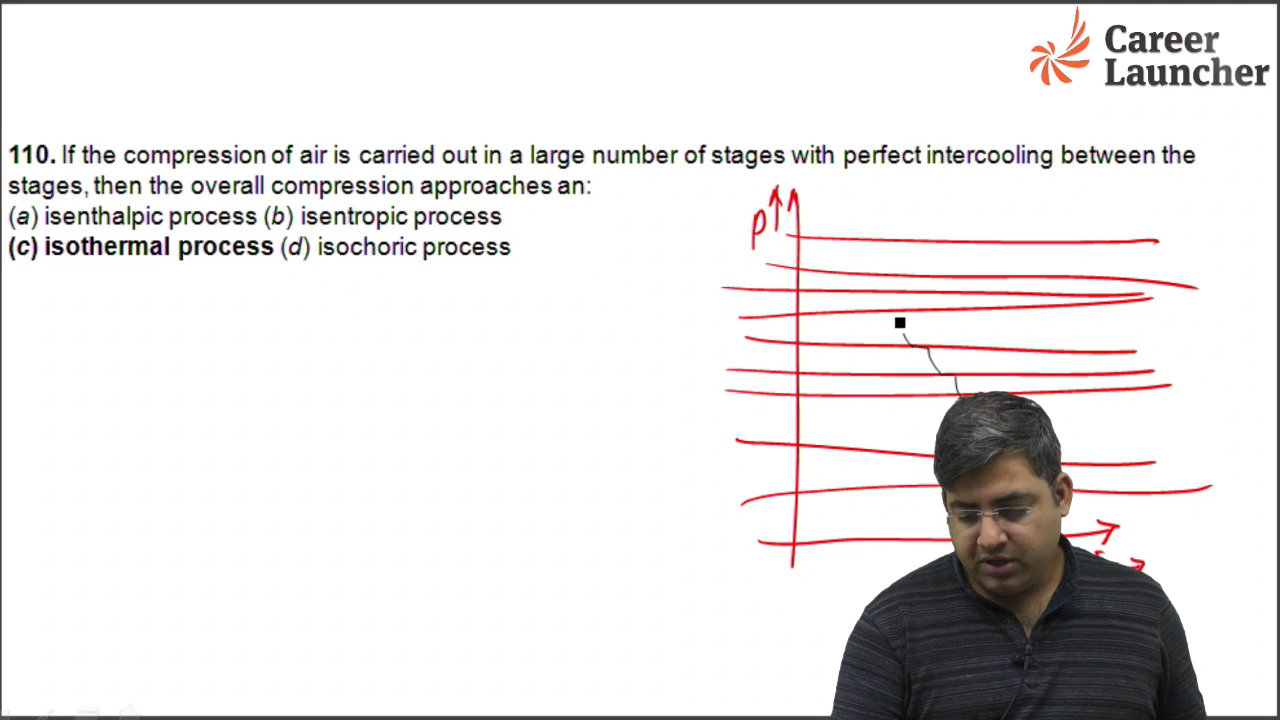 Career
Launcher
110. If the compression of air is carried out in a large number of stages with perfect intercooling between the
stages, then the overall compression approaches an:
(a) isenthalpic process (b) isentropic process
(c) isothermal process (d) isochoric process
P